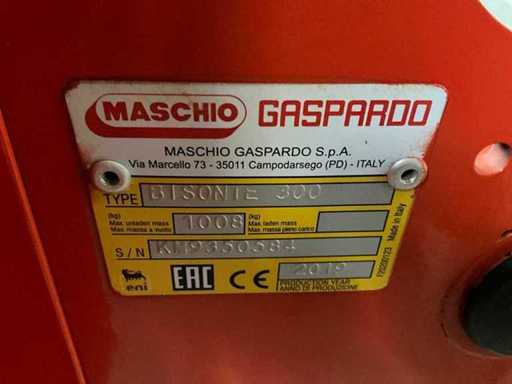 MASCHIO GASPARDO
MASCHIO GASPARDO S.p.A.
Via Marcello 73 - 35011 Campodarsego (PD) - ITALY
TYPE BISONTE 300
(kg) Max. unladen mass Max. massa a vuoto 1008 (kg) Max. laden mass Max. massa pieno carico
S/N KM9360384
eni EAC CE 2019
PRODUCTION YEAR
ANNO DI PRODUZIONE
F20200123 Made in Italy